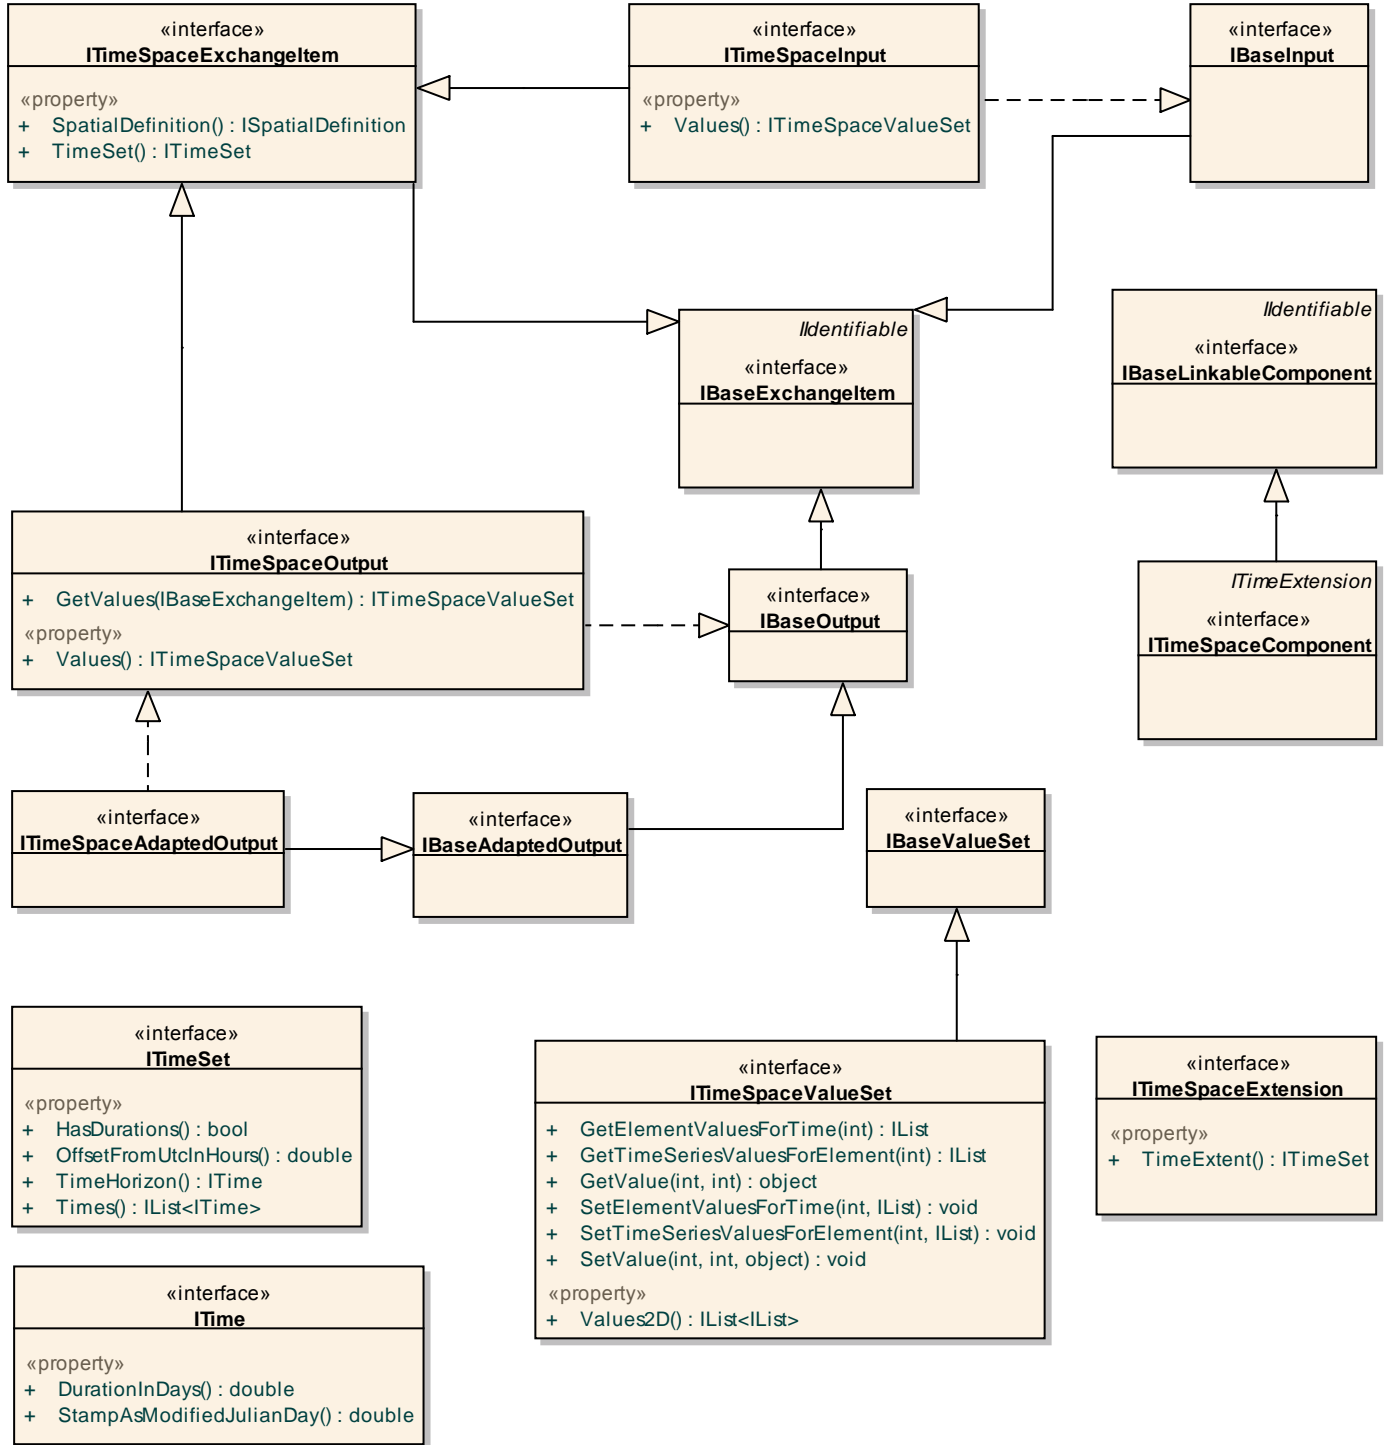 «interface»
ITimeSpaceExchangeItem
«property»
+ SpatialDefinition() : ISpatialDefinition
+ TimeSet() : ITimeSet
«interface»
ITimeSpaceInput
«property»
+ Values() : ITimeSpaceValueSet
«interface»
IBaseInput
IIdentifiable
«interface»
IBaseExchangeItem
IIdentifiable
«interface»
IBaseLinkableComponent
«interface»
ITimeSpaceOutput
+ GetValues(IBaseExchangeItem) : ITimeSpaceValueSet
«property»
+ Values() : ITimeSpaceValueSet
«interface»
IBaseOutput
ITimeExtension
«interface»
ITimeSpaceComponent
«interface»
ITimeSpaceAdaptedOutput
«interface»
IBaseAdaptedOutput
«interface»
IBaseValueSet
«interface»
ITimeSet
«property»
+ HasDurations() : bool
+ OffsetFromUtcInHours() : double
+ TimeHorizon() : ITime
+ Times() : IList<ITime>
«interface»
ITimeSpaceValueSet
+ GetElementValuesForTime(int) : IList
+ GetTimeSeriesValuesForElement(int) : IList
+ GetValue(int, int) : object
+ SetElementValuesForTime(int, IList) : void
+ SetTimeSeriesValuesForElement(int, IList) : void
+ SetValue(int, int, object) : void
«property»
+ Values2D() : IList<IList>
«interface»
ITimeSpaceExtension
«property»
+ TimeExtent() : ITimeSet
«interface»
ITime
«property»
+ DurationInDays() : double
+ StampAsModifiedJulianDay() : double